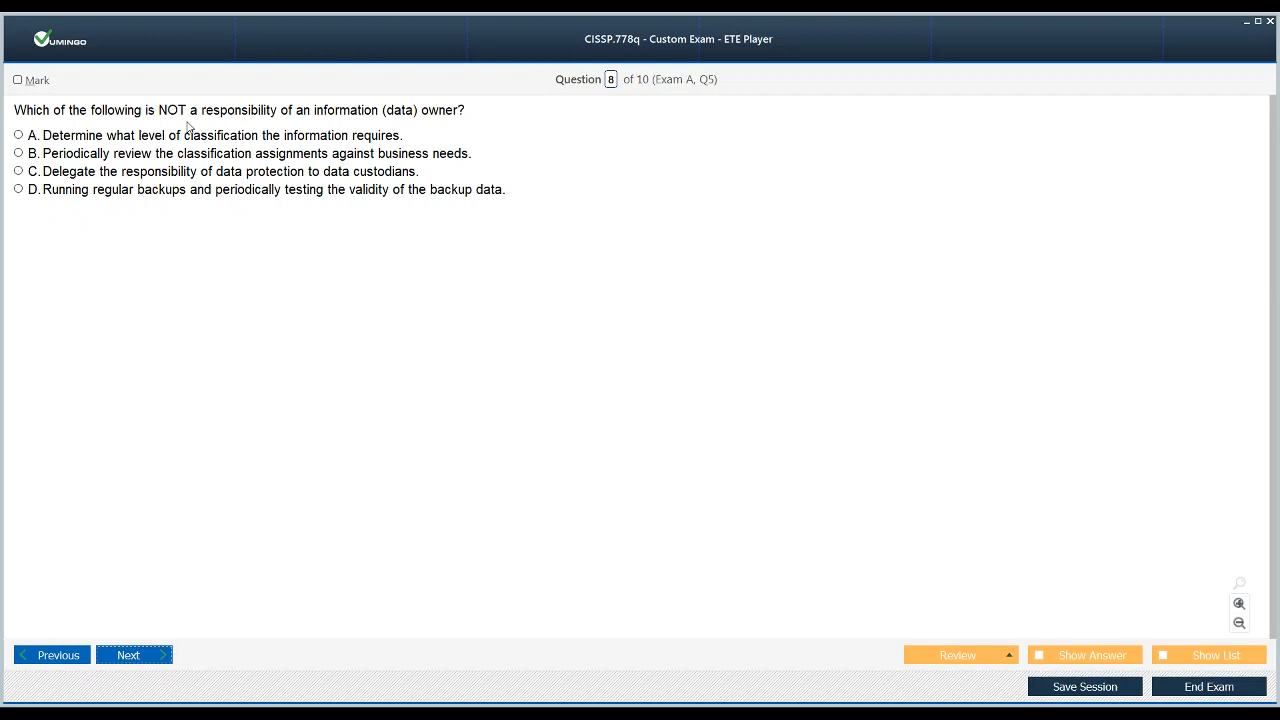 VUMINGO
CISSP.778q - Custom Exam - ETE Player
Mark
Question 8 of 10 (Exam A, Q5)
Which of the following is NOT a responsibility of an information (data) owner?
A. Determine what level of classification the information requires.
B. Periodically review the classification assignments against business needs.
C. Delegate the responsibility of data protection to data custodians.
D. Running regular backups and periodically testing the validity of the backup data.
Previous
Next
Review
Show Answer
Show List
Save Session
End Exam